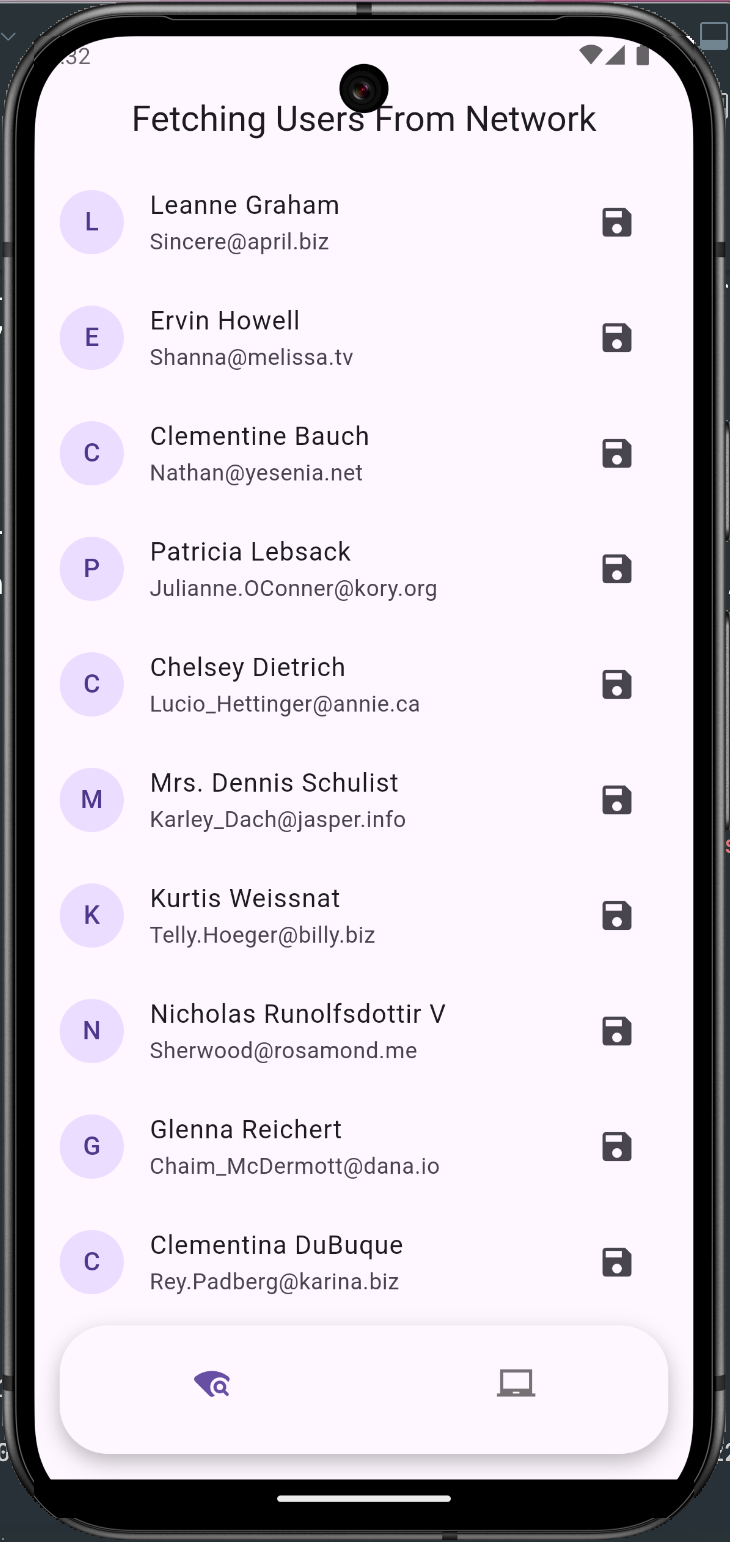 :32
Fetching Users From Network
L
Leanne Graham
Sincere@april.biz
E
Ervin Howell
Shanna@melissa.tv
C
Clementine Bauch
Nathan@yesenia.net
P
Patricia Lebsack
Julianne.OConner@kory.org
C
Chelsey Dietrich
Lucio_Hettinger@annie.ca
M
Mrs. Dennis Schulist
Karley_Dach@jasper.info
K
Kurtis Weissnat
Telly.Hoeger@billy.biz
N
Nicholas Runolfsdottir V
Sherwood@rosamond.me
G
Glenna Reichert
Chaim_McDermott@dana.io
C
Clementina DuBuque
Rey.Padberg@karina.biz